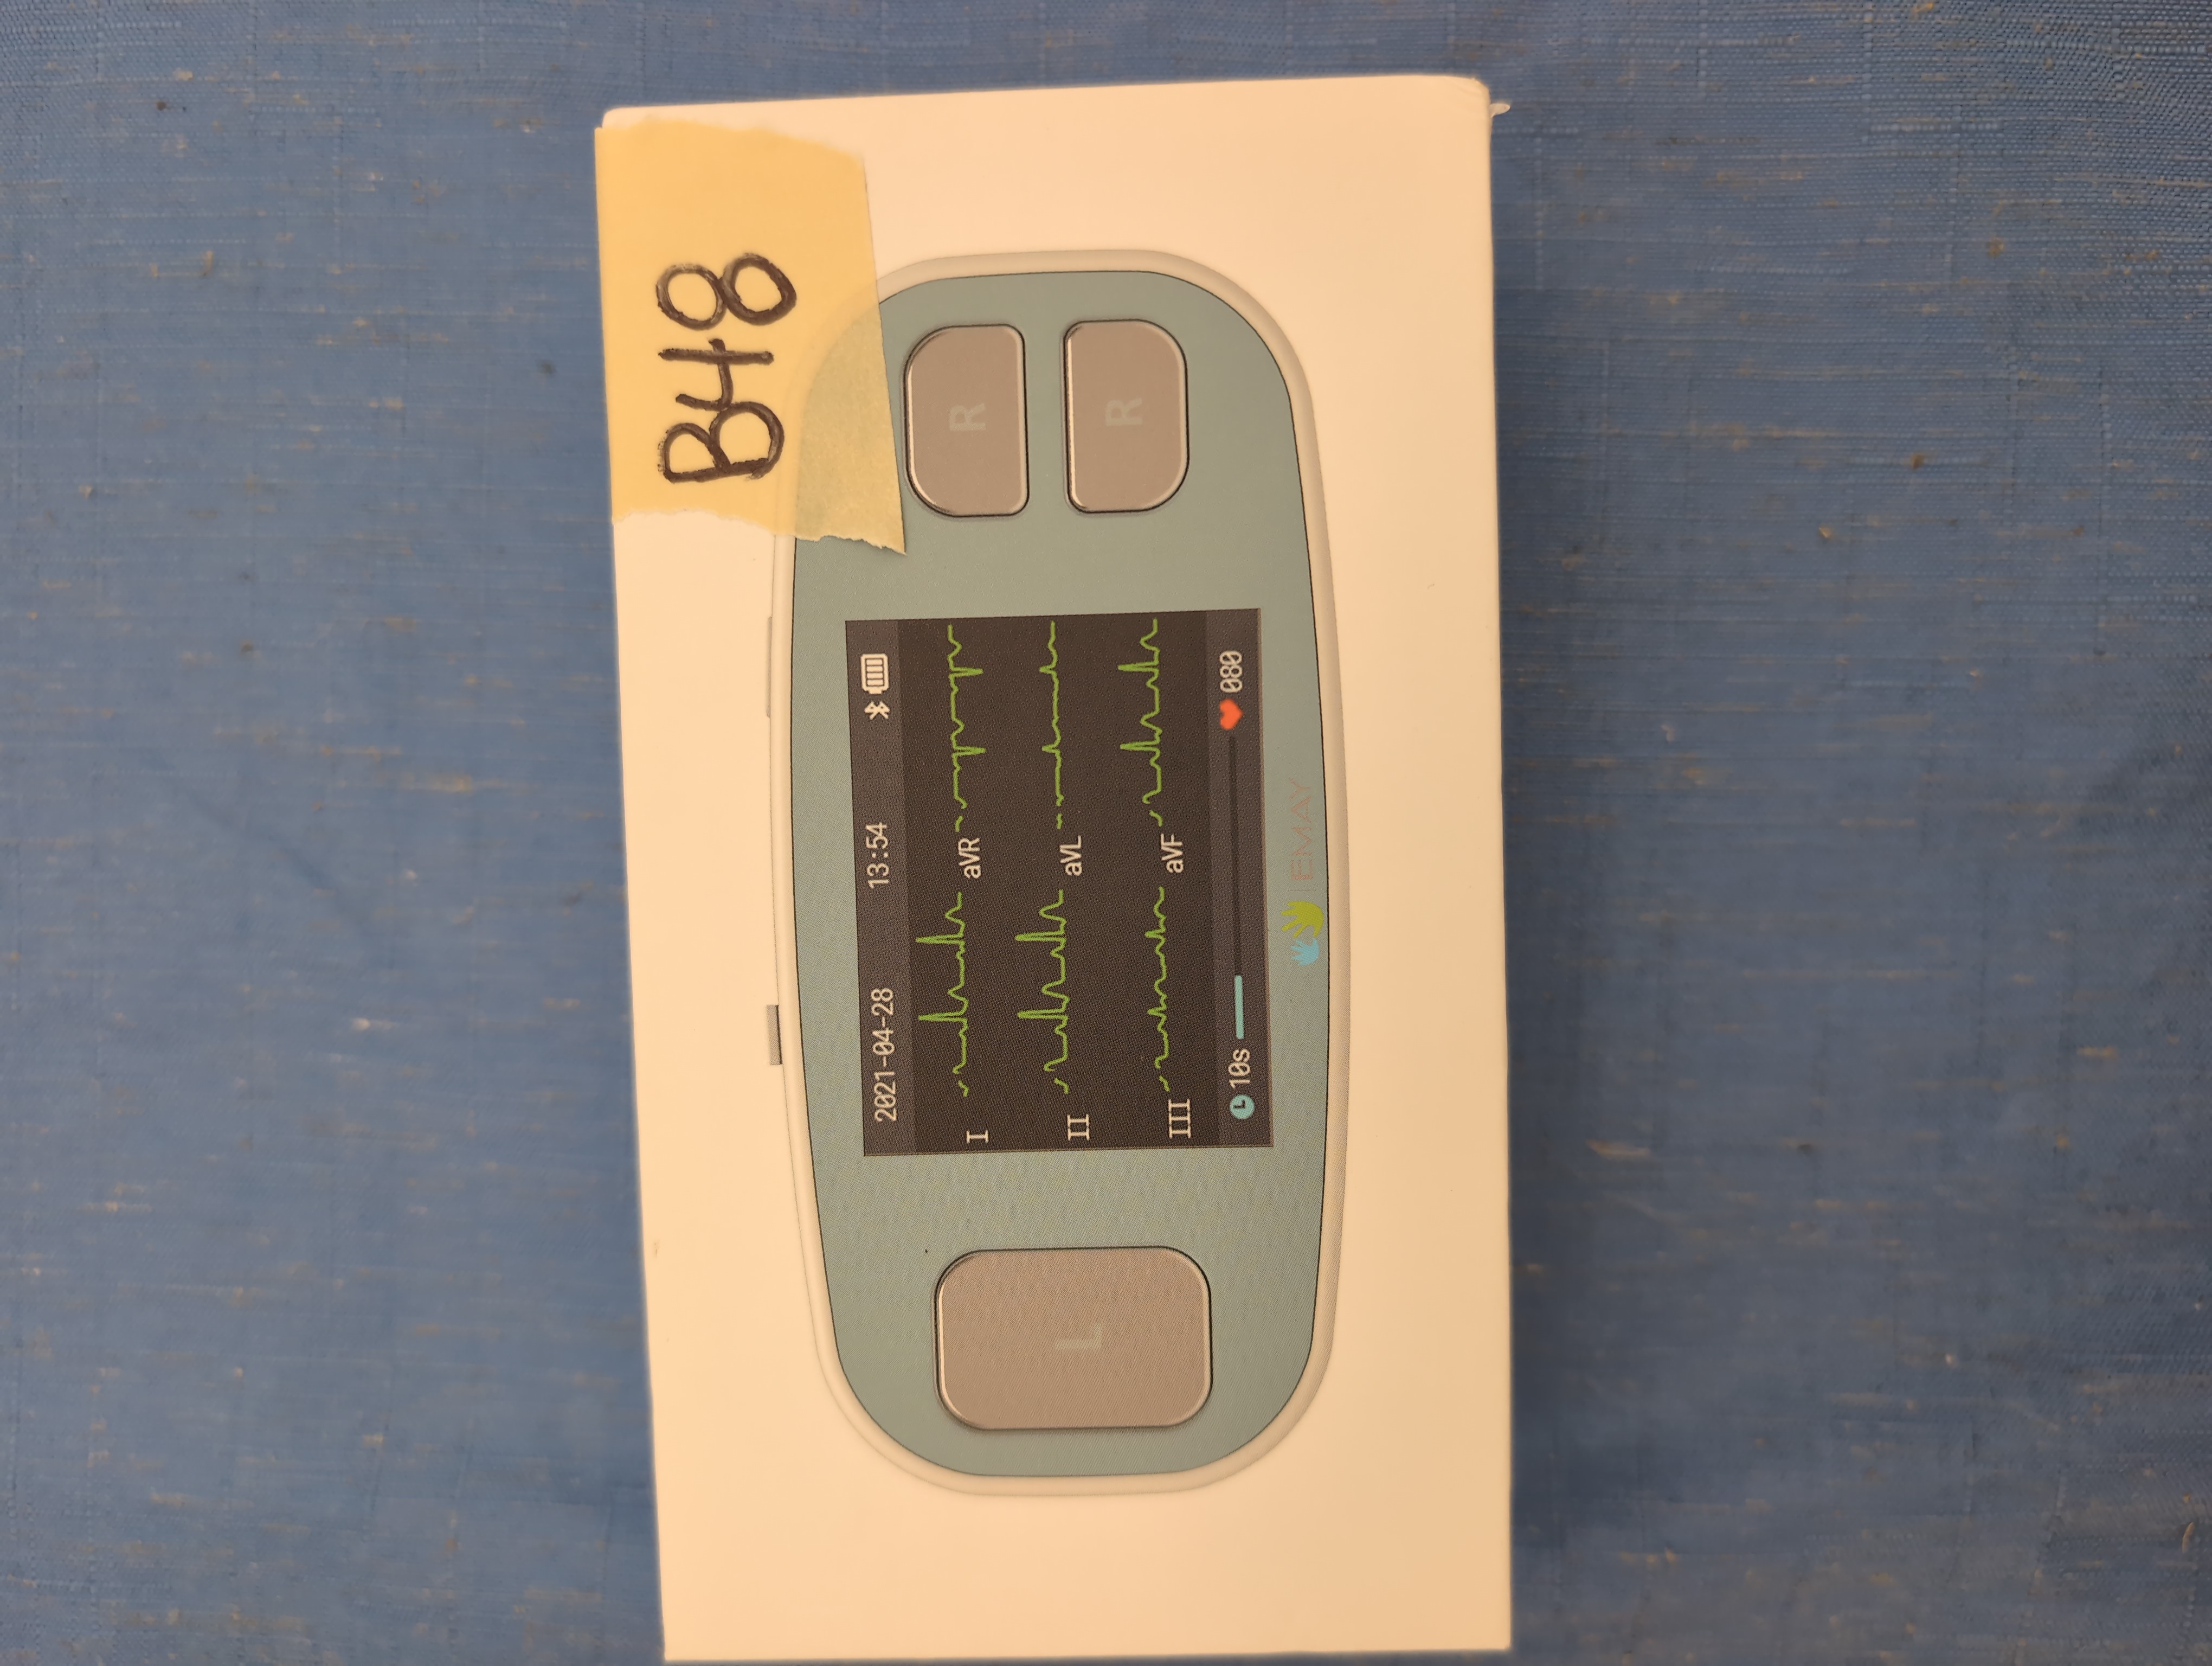 B48
2021-04-28 13:54
I aVR
II aVL
III aVF
10s 080
EMAY
L R
R